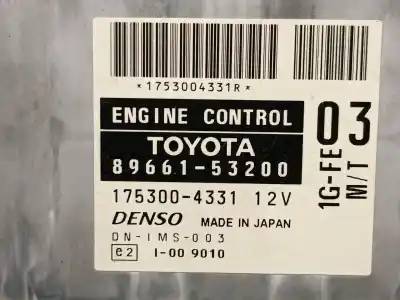 *1753004331R*
ENGINE CONTROL
TOYOTA
89661-53200
175300-4331 12V
DENSO MADE IN JAPAN
DN-IMS-003
e2 I-00 9010
03
1G-FE
M/T